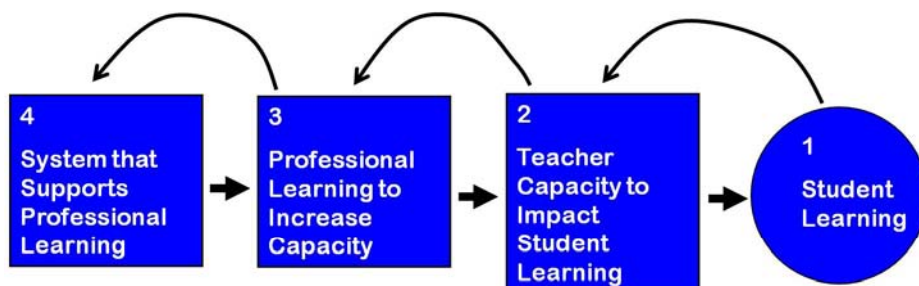 4
System that
Supports
Professional
Learning
3
Professional
Learning to
Increase
Capacity
2
Teacher
Capacity to
Impact
Student
Learning
1
Student
Learning